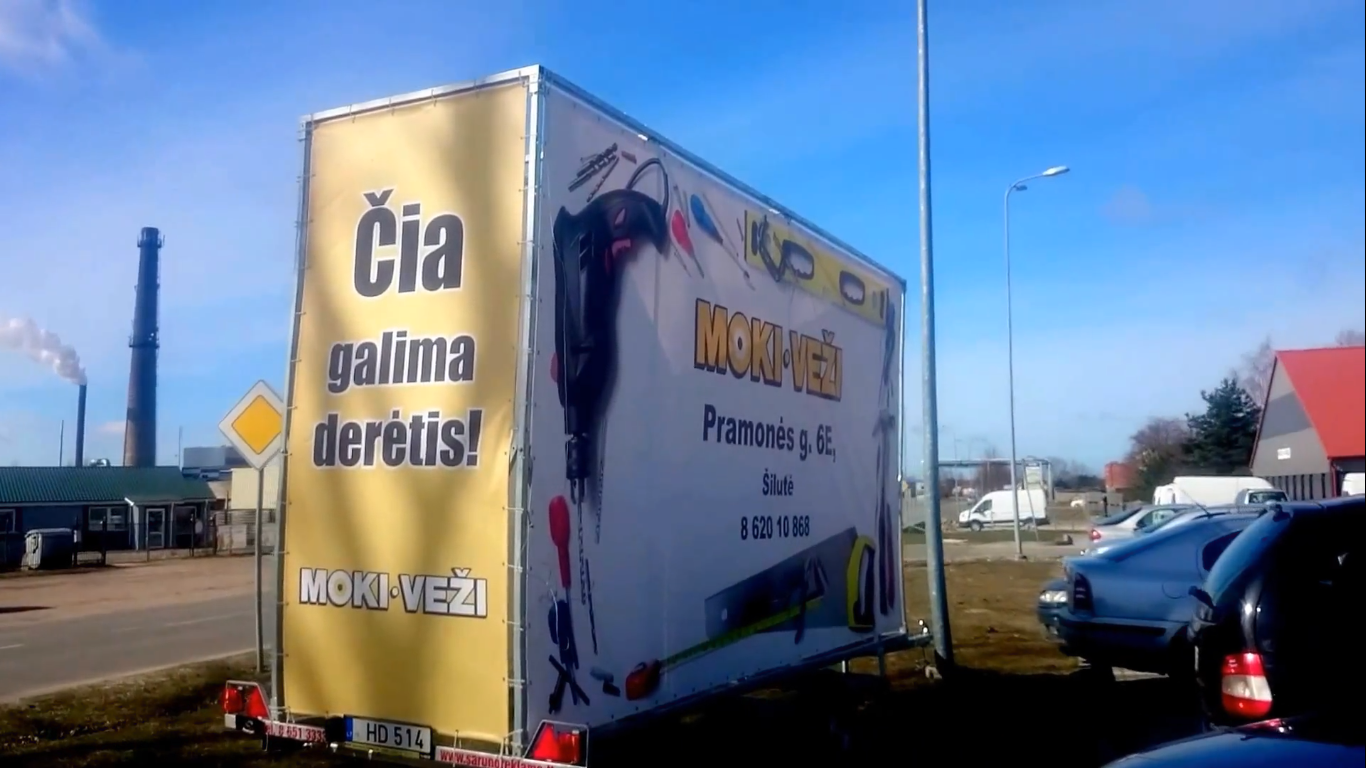 Čia
galima
derėtis!
MOKI·VEŽI
MOKI·VEŽI
Pramonės g. 6E,
Šilutė
8 620 10 868
HD 514